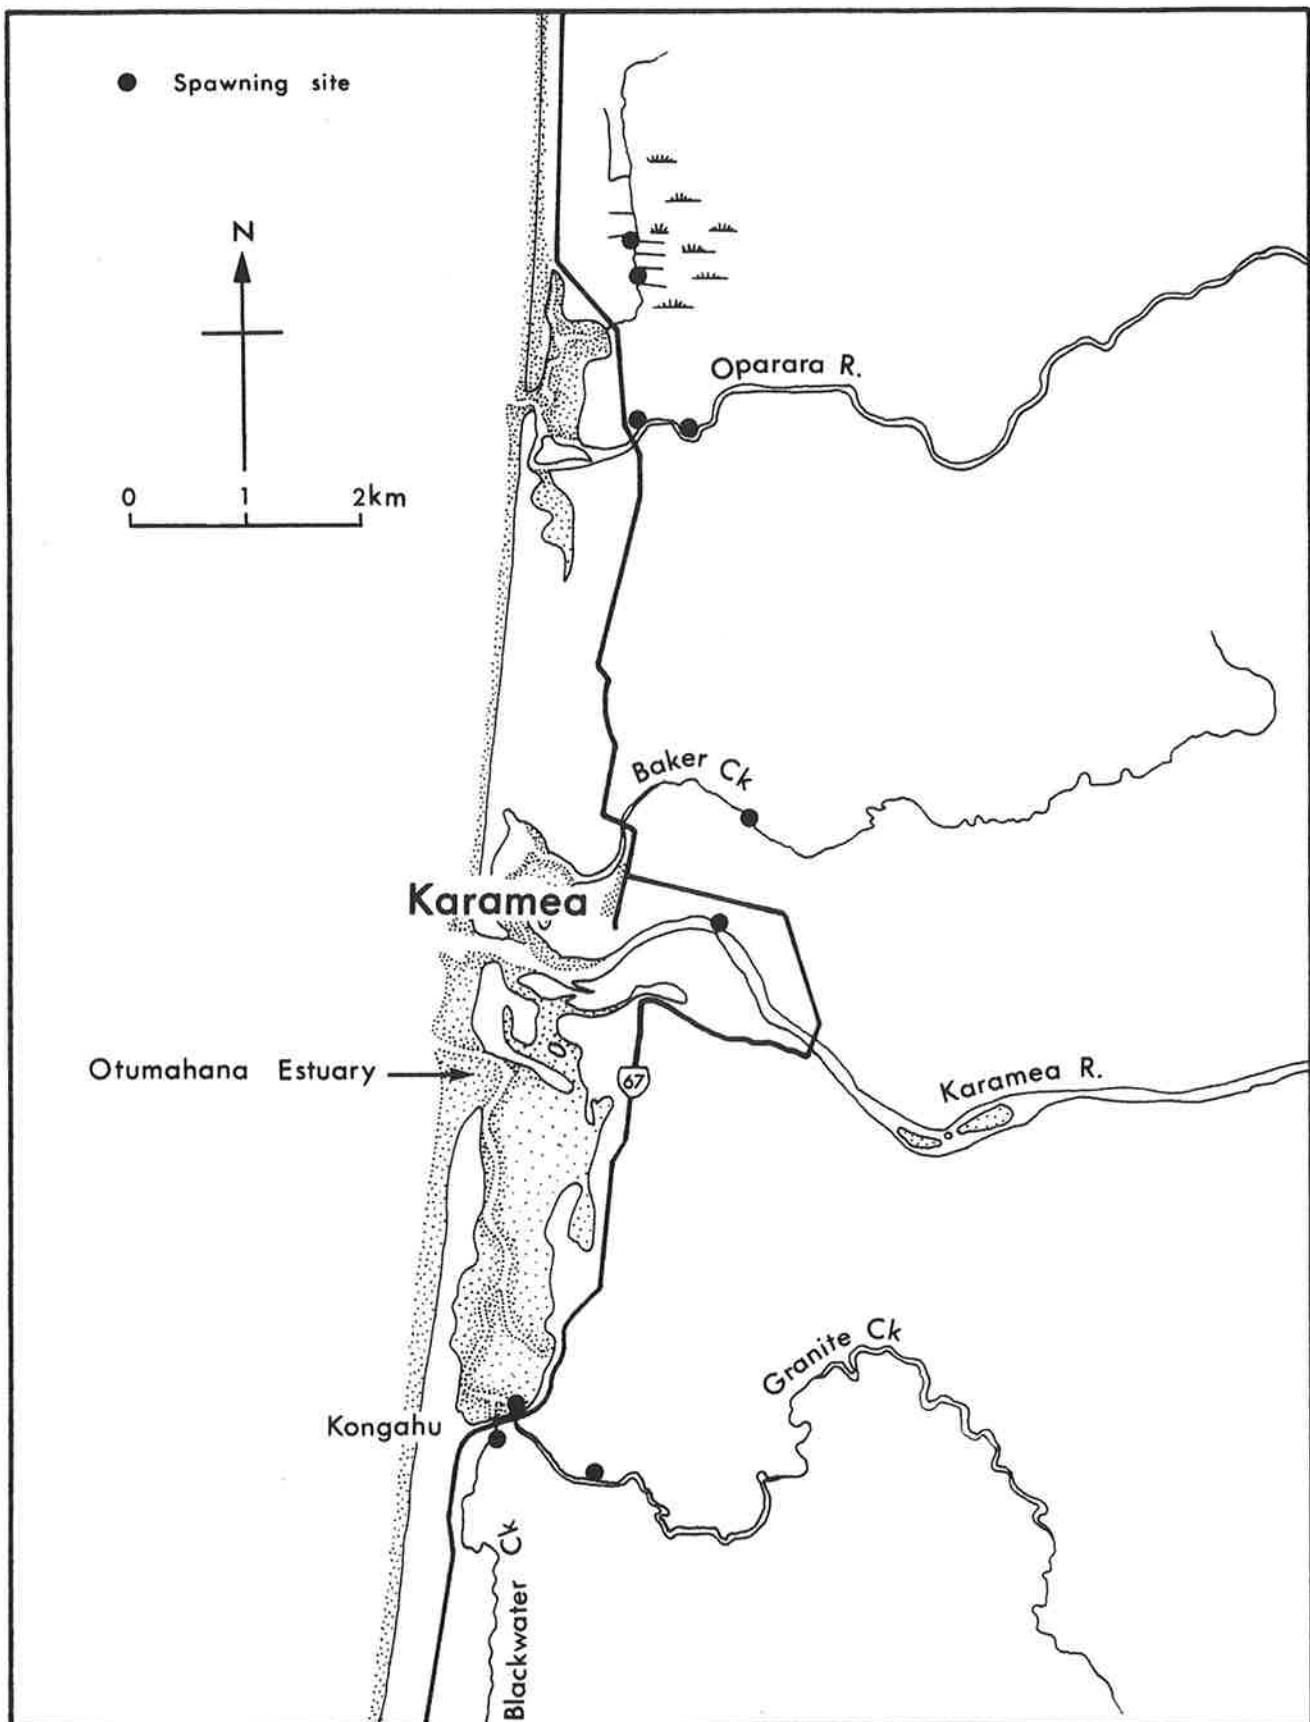 Spawning site
N
Oparara R.
0 1 2km
Baker Ck
Karamea
Otumahana Estuary
67
Karamea R.
Granite Ck
Kongahu
Blackwater Ck